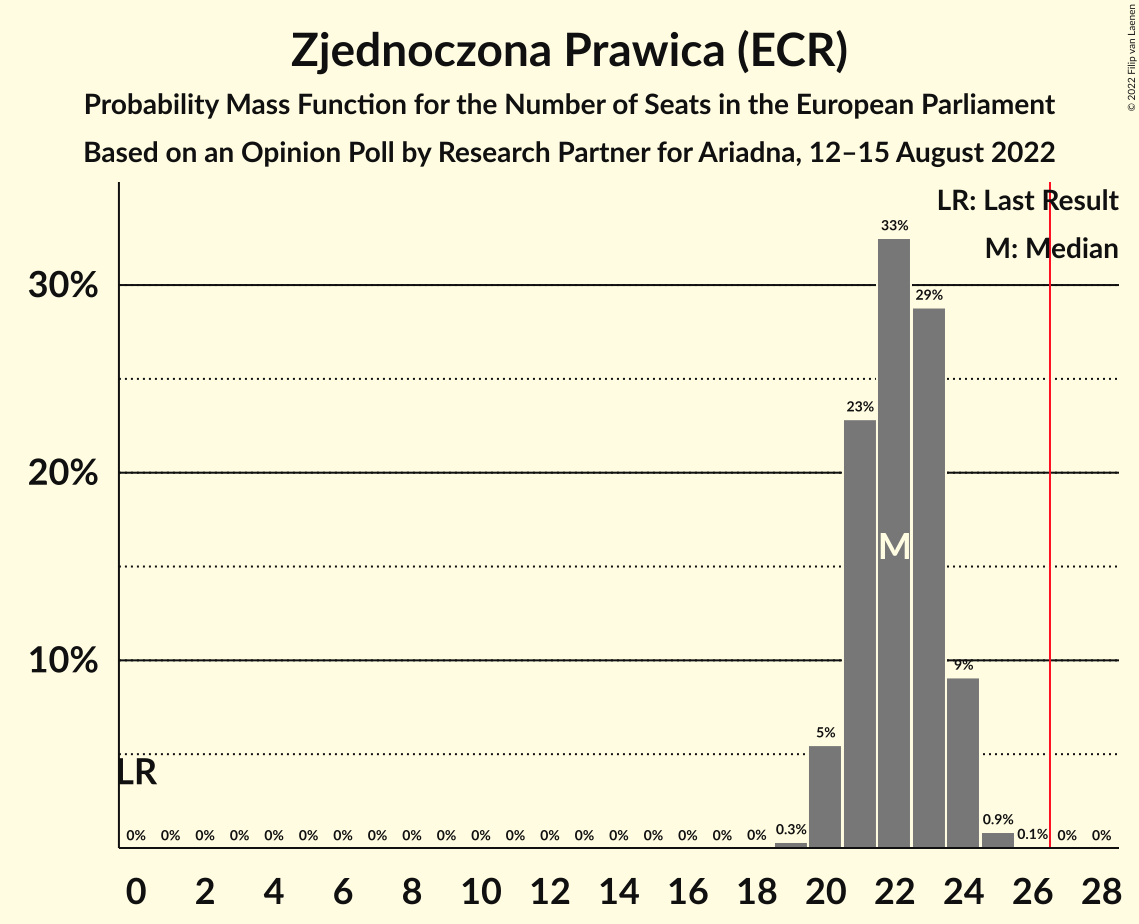 Zjednoczona Prawica (ECR)
Probability Mass Function for the Number of Seats in the European Parliament
Based on an Opinion Poll by Research Partner for Ariadna, 12–15 August 2022
© 2022 Filip van Laenen
LR: Last Result
M: Median
33%
30%
29%
23%
20%
M
10%
9%
5%
LR
0% 0% 0% 0% 0% 0% 0% 0% 0% 0% 0% 0% 0% 0% 0% 0% 0% 0% 0% 0.3% 0.9% 0.1% 0% 0%
0 2 4 6 8 10 12 14 16 18 20 22 24 26 28